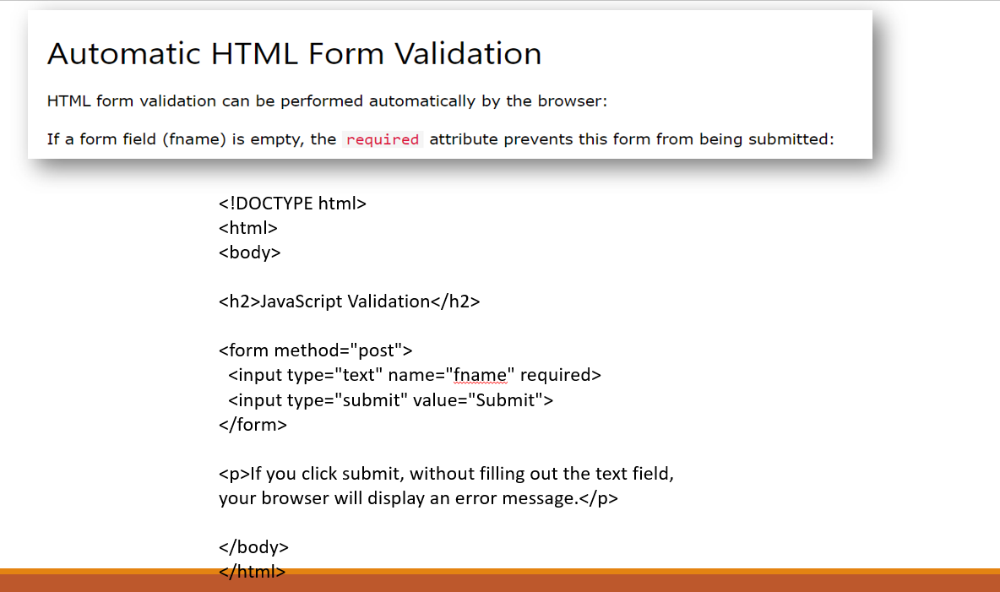 Automatic HTML Form Validation
HTML form validation can be performed automatically by the browser:
If a form field (fname) is empty, the required attribute prevents this form from being submitted:
<!DOCTYPE html>
<html>
<body>
<h2>JavaScript Validation</h2>
<form method="post">
<input type="text" name="fname" required>
<input type="submit" value="Submit">
</form>
<p>If you click submit, without filling out the text field,
your browser will display an error message.</p>
</body>
</html>